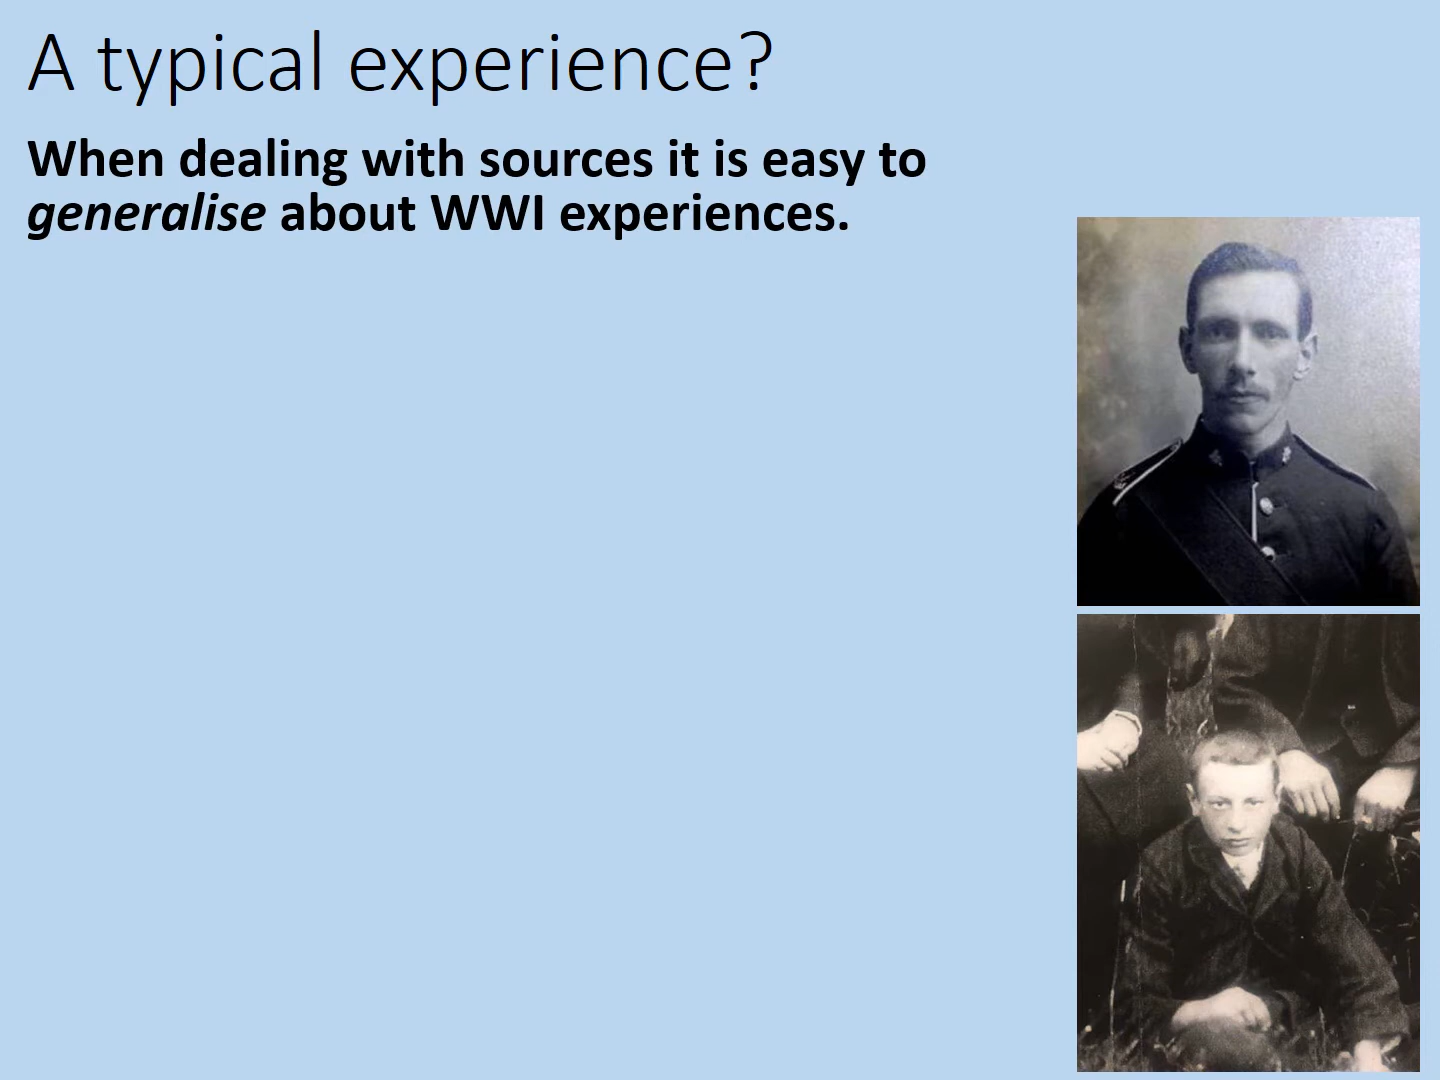 A typical experience?
When dealing with sources it is easy to
generalise about WWI experiences.